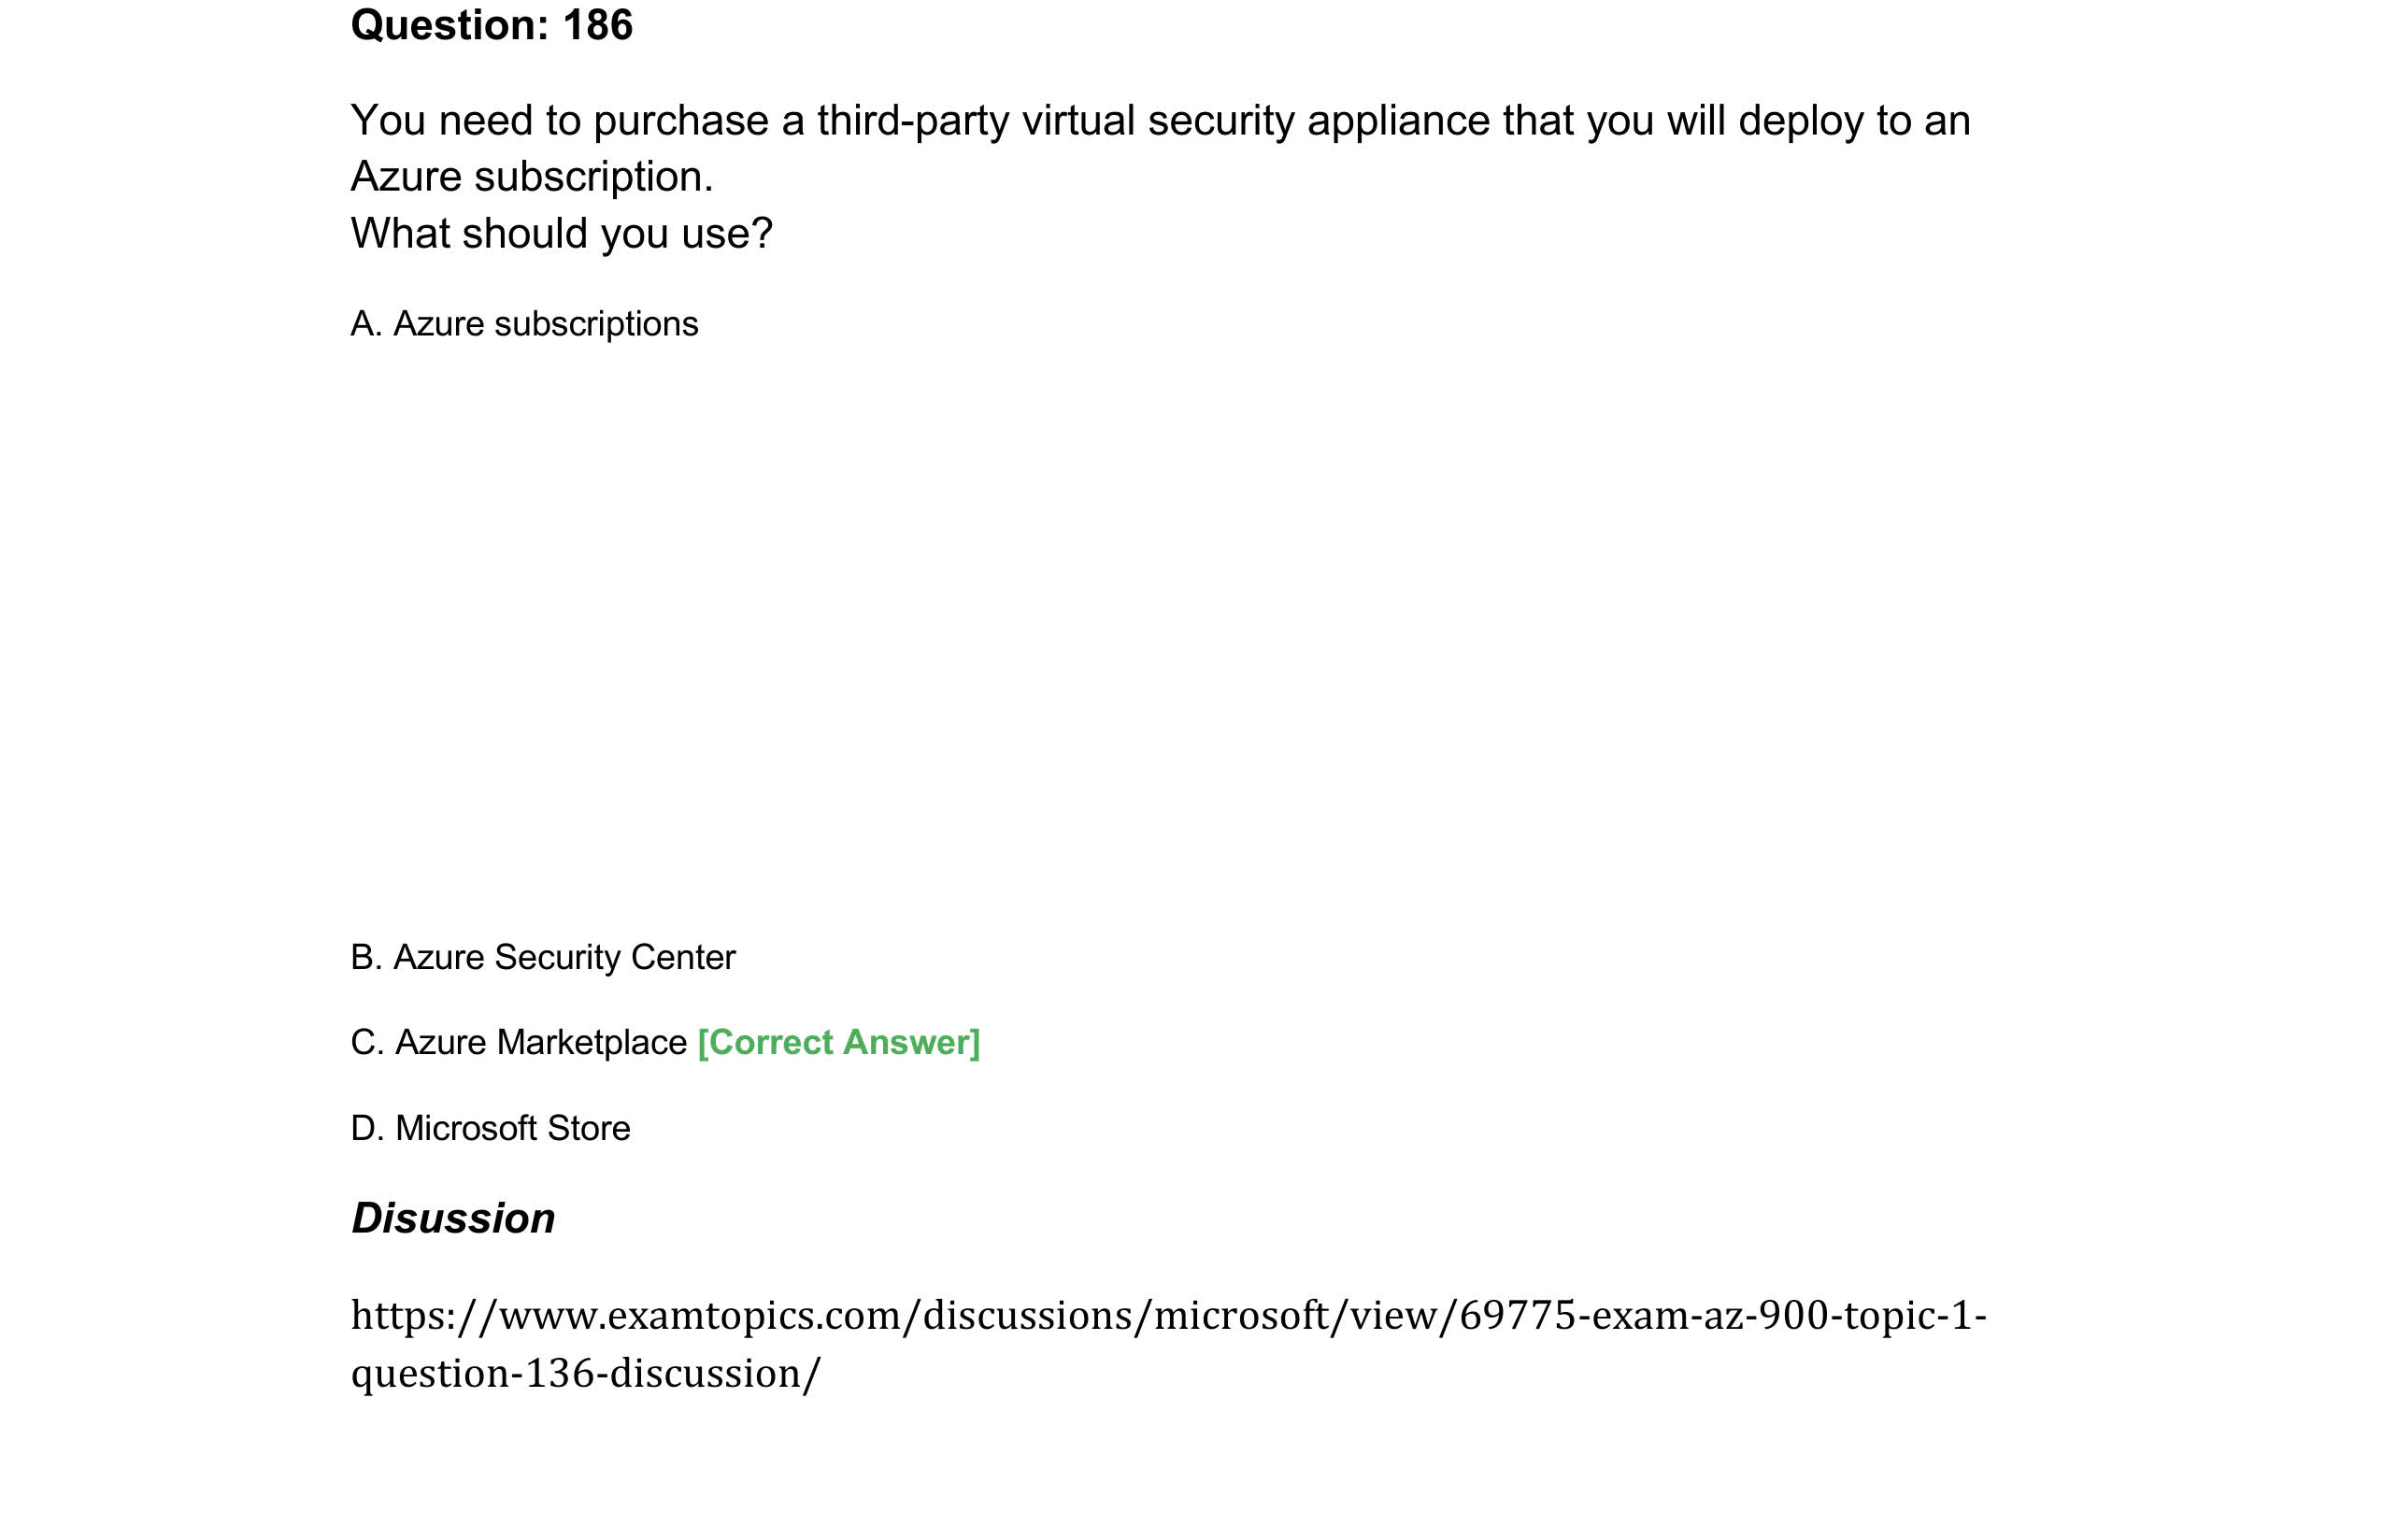 Question: 186
You need to purchase a third-party virtual security appliance that you will deploy to an
Azure subscription.
What should you use?
A. Azure subscriptions
B. Azure Security Center
C. Azure Marketplace [Correct Answer]
D. Microsoft Store
Disussion
https://www.examtopics.com/discussions/microsoft/view/69775-exam-az-900-topic-1-
question-136-discussion/